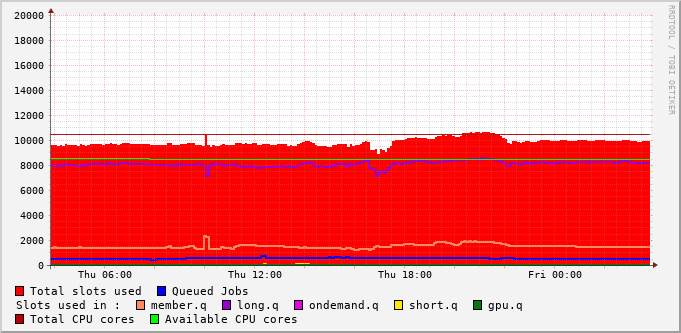 20000
18000
16000
14000
12000
10000
8000
6000
4000
2000
0
Thu 06:00 Thu 12:00 Thu 18:00 Fri 00:00
RRDTOOL / TOBI OETIKER
Total slots used Queued Jobs
Slots used in : member.q long.q ondemand.q short.q gpu.q
Total CPU cores Available CPU cores